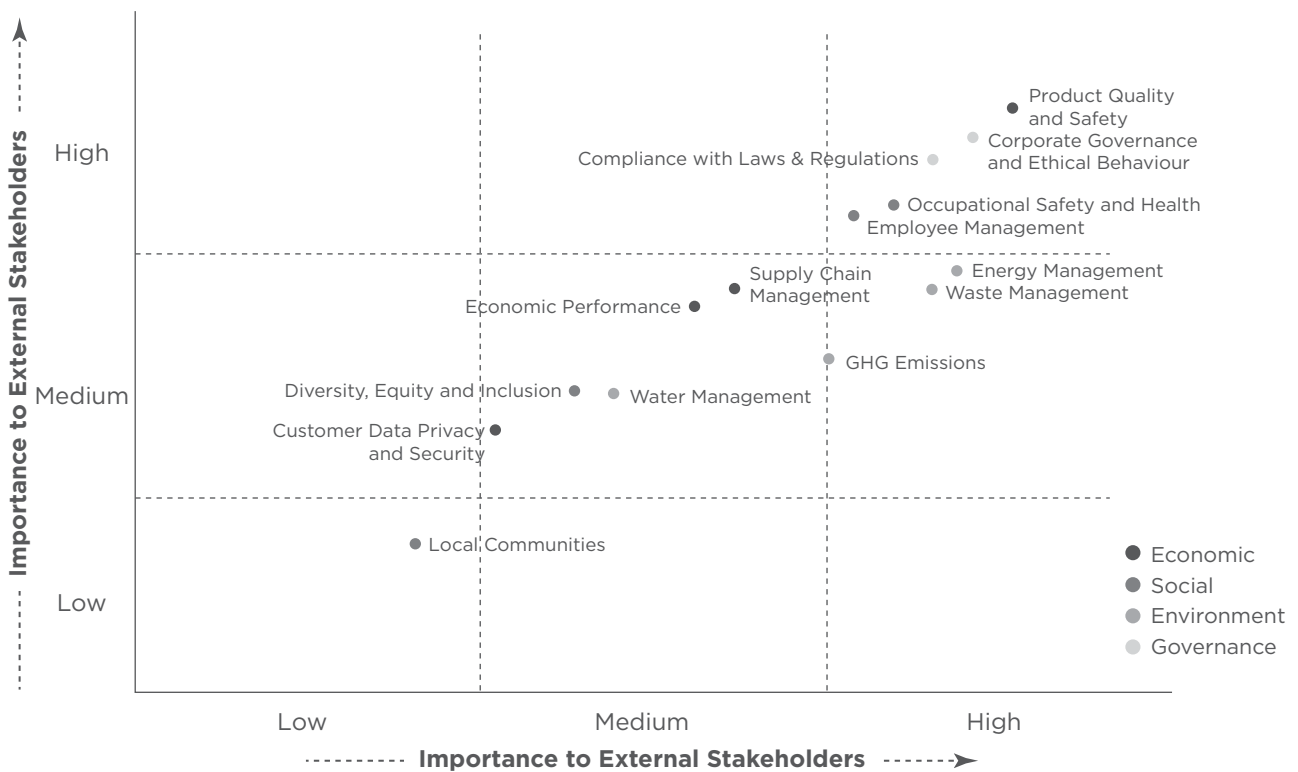 Importance to External Stakeholders
High
Medium
Low
Product Quality
and Safety
Corporate Governance
and Ethical Behaviour
Compliance with Laws & Regulations
Occupational Safety and Health
Employee Management
Energy Management
Waste Management
Supply Chain
Management
Economic Performance
GHG Emissions
Diversity, Equity and Inclusion
Water Management
Customer Data Privacy
and Security
Local Communities
Economic
Social
Environment
Governance
Low
Medium
High
Importance to External Stakeholders